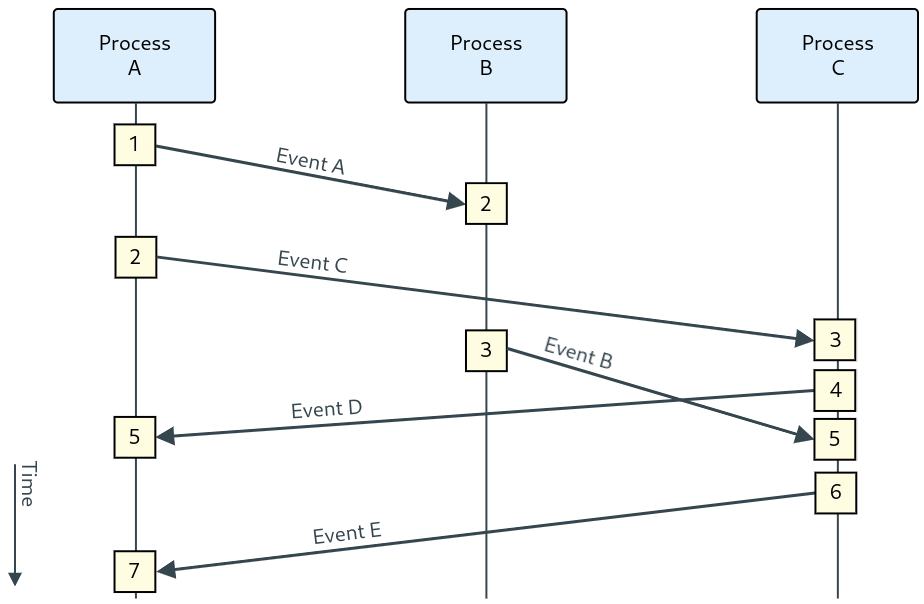 Process
A
Process
B
Process
C
1
Event A
2
2
Event C
3
3
Event B
4
Event D
5
5
Time
6
Event E
7